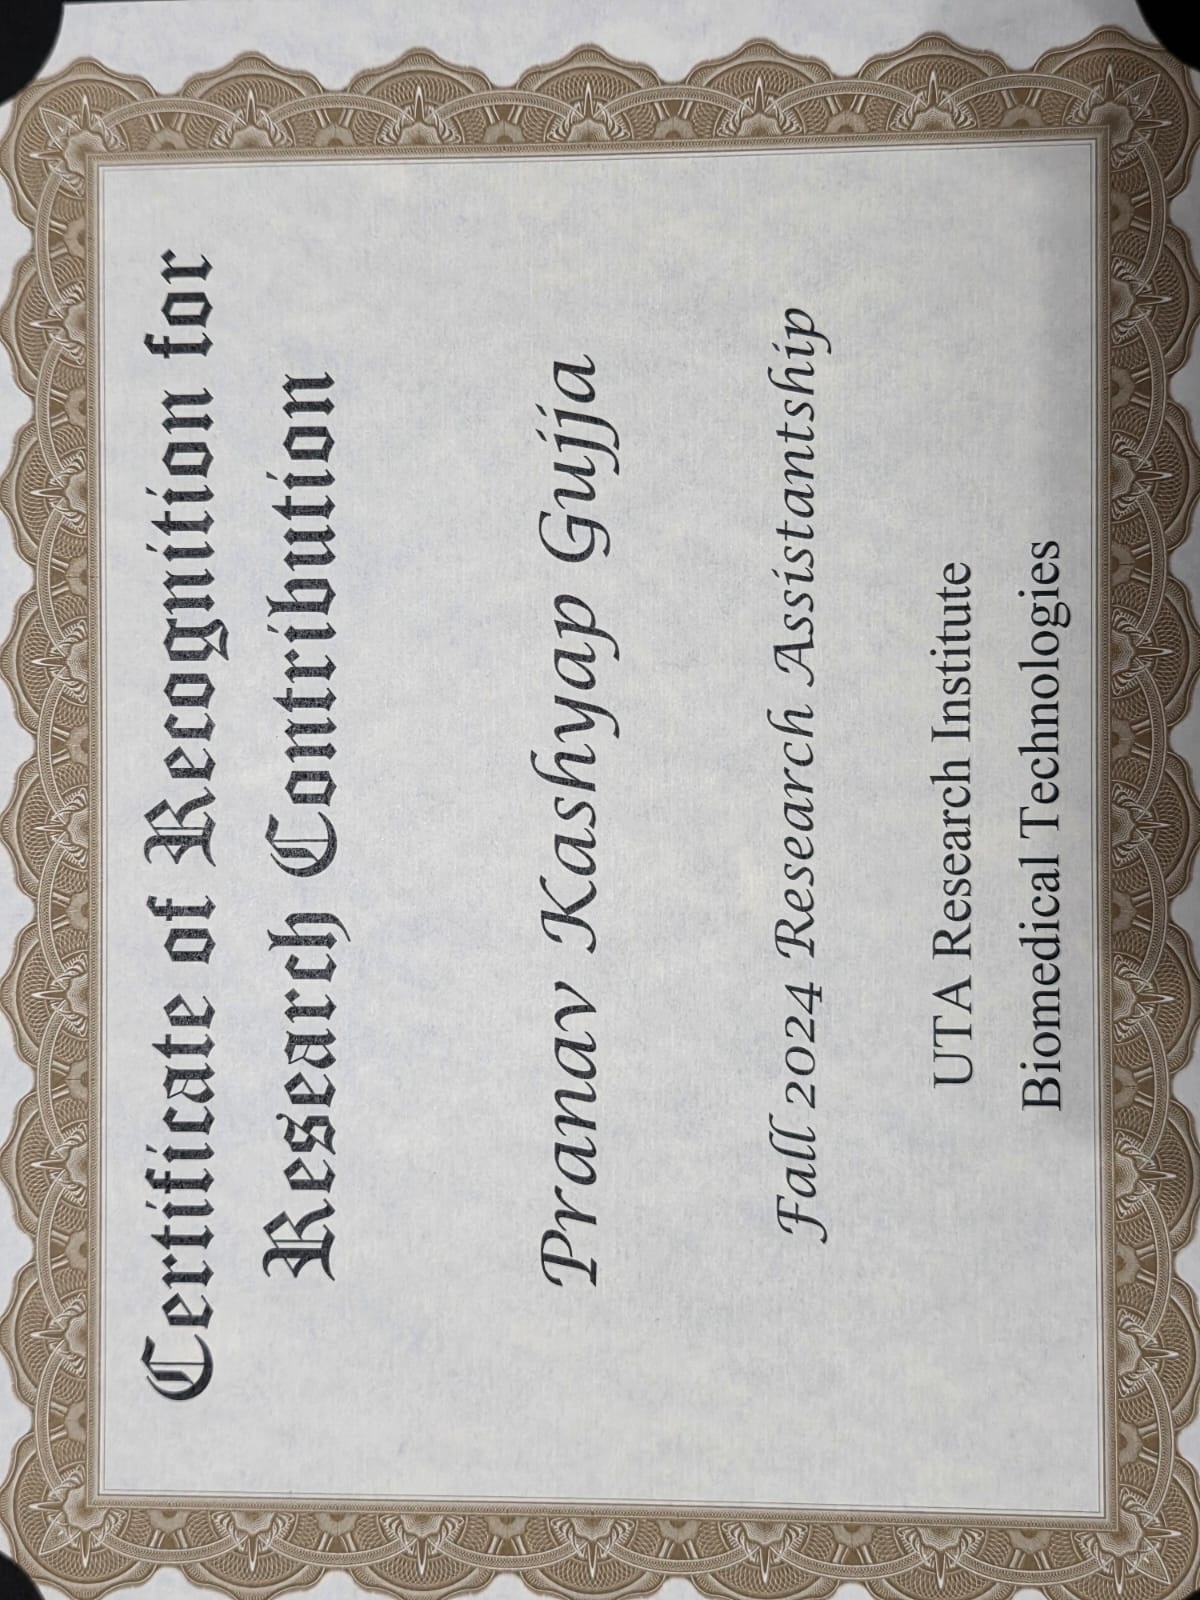 Certificate of Recognition for
Research Contribution
Pranav Kashyap Gujja
Fall 2024 Research Assistantship
UTA Research Institute
Biomedical Technologies